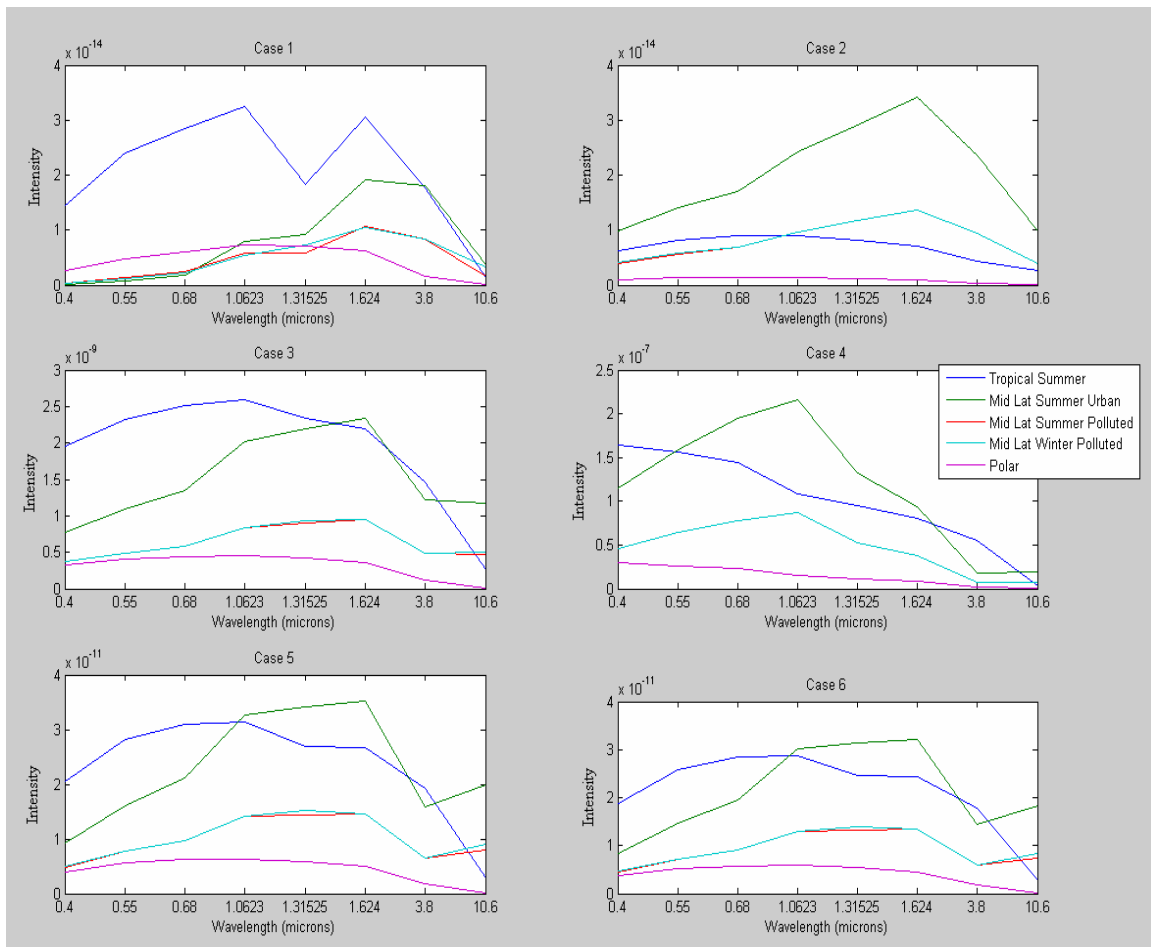 Case 1
x 10-14
4
3
2
1
0
Intensity
0.4 0.55 0.68 1.0623 1.31525 1.624 3.8 10.6
Wavelength (microns)
Case 2
x 10-14
4
3
2
1
0
Intensity
0.4 0.55 0.68 1.0623 1.31525 1.624 3.8 10.6
Wavelength (microns)
Case 3
x 10-9
3
2.5
2
1.5
1
0.5
0
Intensity
0.4 0.55 0.68 1.0623 1.31525 1.624 3.8 10.6
Wavelength (microns)
Case 4
x 10-7
2.5
2
1.5
1
0.5
0
Intensity
0.4 0.55 0.68 1.0623 1.31525 1.624 3.8 10.6
Wavelength (microns)
Tropical Summer
Mid Lat Summer Urban
Mid Lat Summer Polluted
Mid Lat Winter Polluted
Polar
Case 5
x 10-11
4
3
2
1
0
Intensity
0.4 0.55 0.68 1.0623 1.31525 1.624 3.8 10.6
Wavelength (microns)
Case 6
x 10-11
4
3
2
1
0
Intensity
0.4 0.55 0.68 1.0623 1.31525 1.624 3.8 10.6
Wavelength (microns)